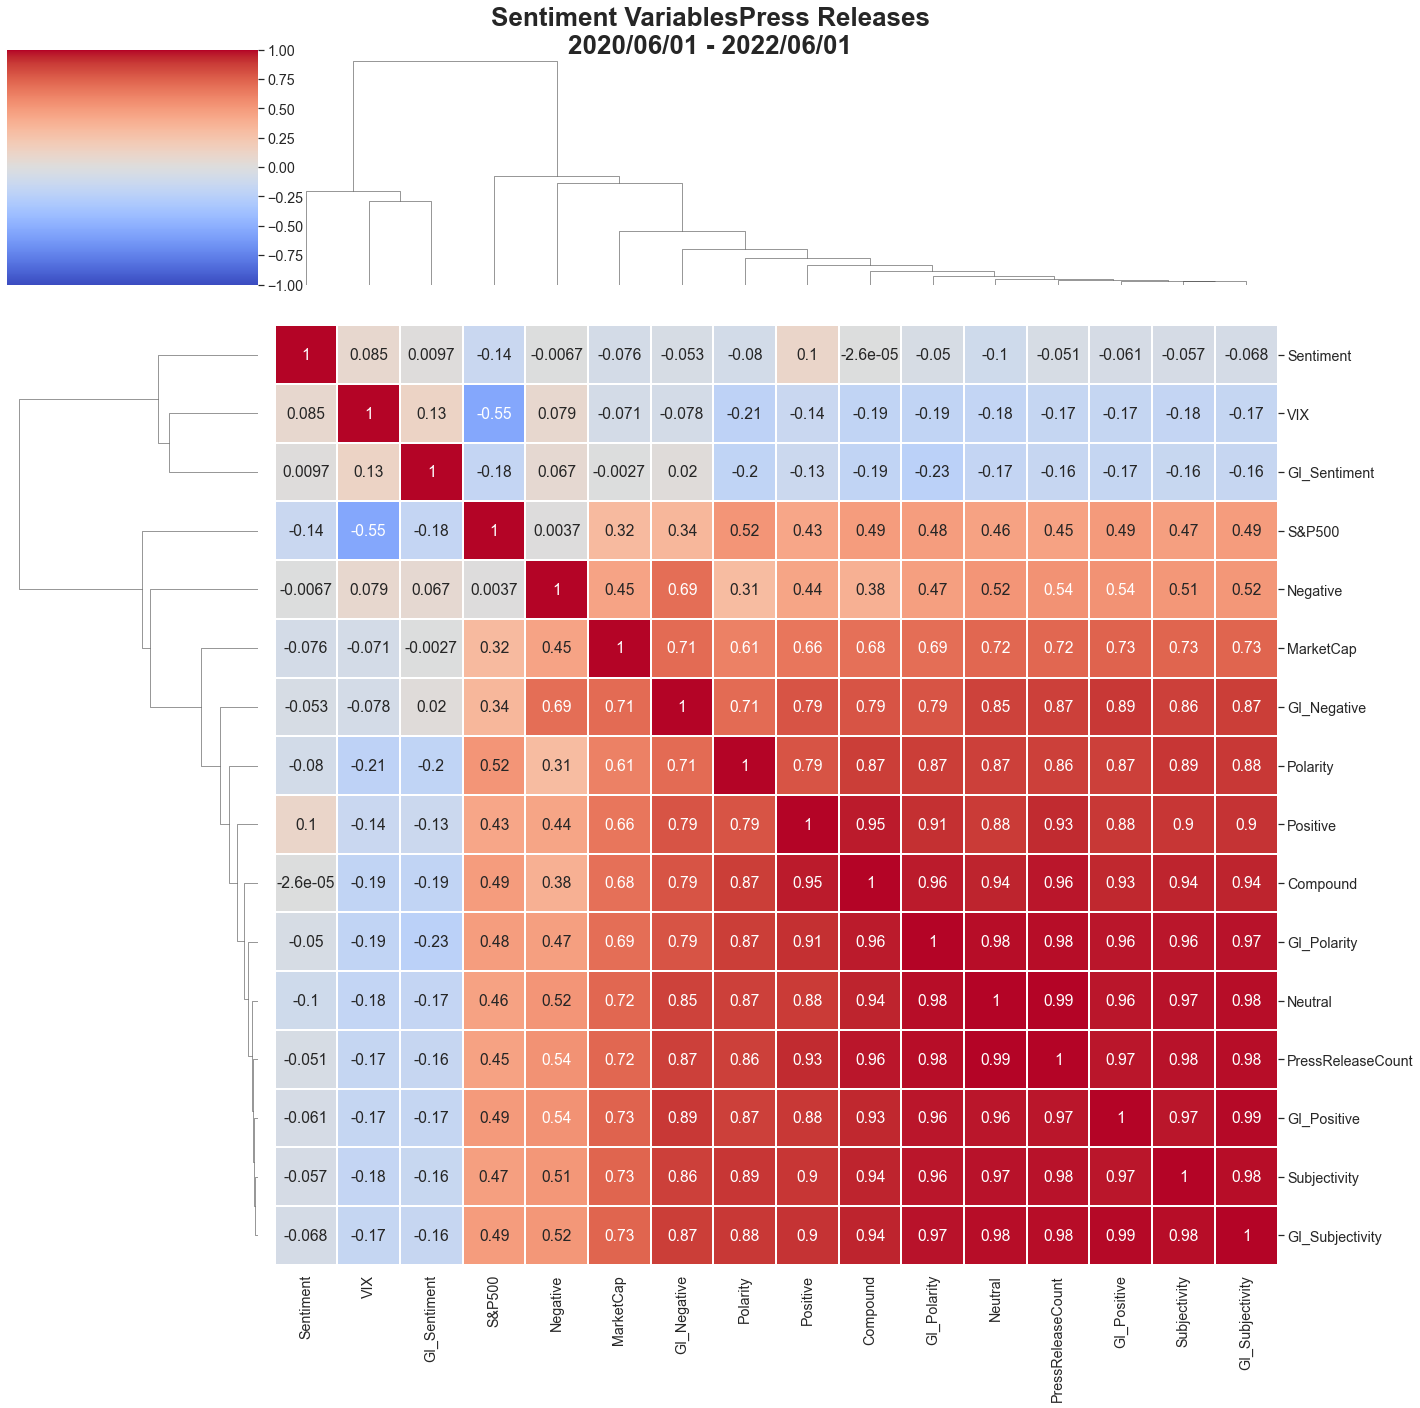 Sentiment VariablesPress Releases
2020/06/01 - 2022/06/01
1.00
0.75
0.50
0.25
0.00
−0.25
−0.50
−0.75
−1.00
1 0.085 0.0097 -0.14 -0.0067 -0.076 -0.053 -0.08 0.1 -2.6e-05 -0.05 -0.1 -0.051 -0.061 -0.057 -0.068 Sentiment
0.085 1 0.13 -0.55 0.079 -0.071 -0.078 -0.21 -0.14 -0.19 -0.19 -0.18 -0.17 -0.17 -0.18 -0.17 VIX
0.0097 0.13 1 -0.18 0.067 -0.0027 0.02 -0.2 -0.13 -0.19 -0.23 -0.17 -0.16 -0.17 -0.16 -0.16 GI_Sentiment
-0.14 -0.55 -0.18 1 0.0037 0.32 0.34 0.52 0.43 0.49 0.48 0.46 0.45 0.49 0.47 0.49 S&P500
-0.0067 0.079 0.067 0.0037 1 0.45 0.69 0.31 0.44 0.38 0.47 0.52 0.54 0.54 0.51 0.52 Negative
-0.076 -0.071 -0.0027 0.32 0.45 1 0.71 0.61 0.66 0.68 0.69 0.72 0.72 0.73 0.73 0.73 MarketCap
-0.053 -0.078 0.02 0.34 0.69 0.71 1 0.71 0.79 0.79 0.79 0.85 0.87 0.89 0.86 0.87 GI_Negative
-0.08 -0.21 -0.2 0.52 0.31 0.61 0.71 1 0.79 0.87 0.87 0.87 0.86 0.87 0.89 0.88 Polarity
0.1 -0.14 -0.13 0.43 0.44 0.66 0.79 0.79 1 0.95 0.91 0.88 0.93 0.88 0.9 0.9 Positive
-2.6e-05 -0.19 -0.19 0.49 0.38 0.68 0.79 0.87 0.95 1 0.96 0.94 0.96 0.93 0.94 0.94 Compound
-0.05 -0.19 -0.23 0.48 0.47 0.69 0.79 0.87 0.91 0.96 1 0.98 0.98 0.96 0.96 0.97 GI_Polarity
-0.1 -0.18 -0.17 0.46 0.52 0.72 0.85 0.87 0.88 0.94 0.98 1 0.99 0.96 0.97 0.98 Neutral
-0.051 -0.17 -0.16 0.45 0.54 0.72 0.87 0.86 0.93 0.96 0.98 0.99 1 0.97 0.98 0.98 PressReleaseCount
-0.061 -0.17 -0.17 0.49 0.54 0.73 0.89 0.87 0.88 0.93 0.96 0.96 0.97 1 0.97 0.99 GI_Positive
-0.057 -0.18 -0.16 0.47 0.51 0.73 0.86 0.89 0.9 0.94 0.96 0.97 0.98 0.97 1 0.98 Subjectivity
-0.068 -0.17 -0.16 0.49 0.52 0.73 0.87 0.88 0.9 0.94 0.97 0.98 0.98 0.99 0.98 1 GI_Subjectivity
Sentiment
VIX
GI_Sentiment
S&P500
Negative
MarketCap
GI_Negative
Polarity
Positive
Compound
GI_Polarity
Neutral
PressReleaseCount
GI_Positive
Subjectivity
GI_Subjectivity